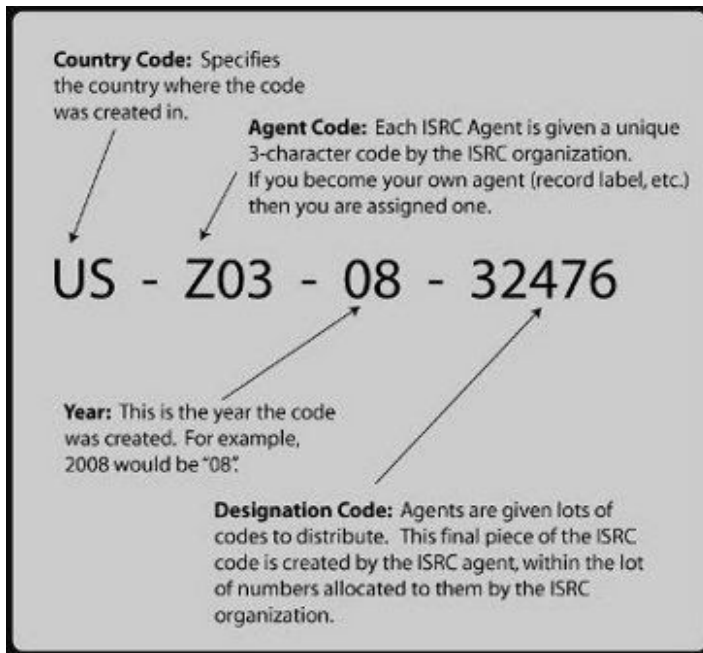 Country Code: Specifies
the country where the code
was created in.
Agent Code: Each ISRC Agent is given a unique
3-character code by the ISRC organization.
If you become your own agent (record label, etc.)
then you are assigned one.
US - Z03 - 08 - 32476
Year: This is the year the code
was created. For example,
2008 would be "08".
Designation Code: Agents are given lots of
codes to distribute. This final piece of the ISRC
code is created by the ISRC agent, within the lot
of numbers allocated to them by the ISRC
organization.